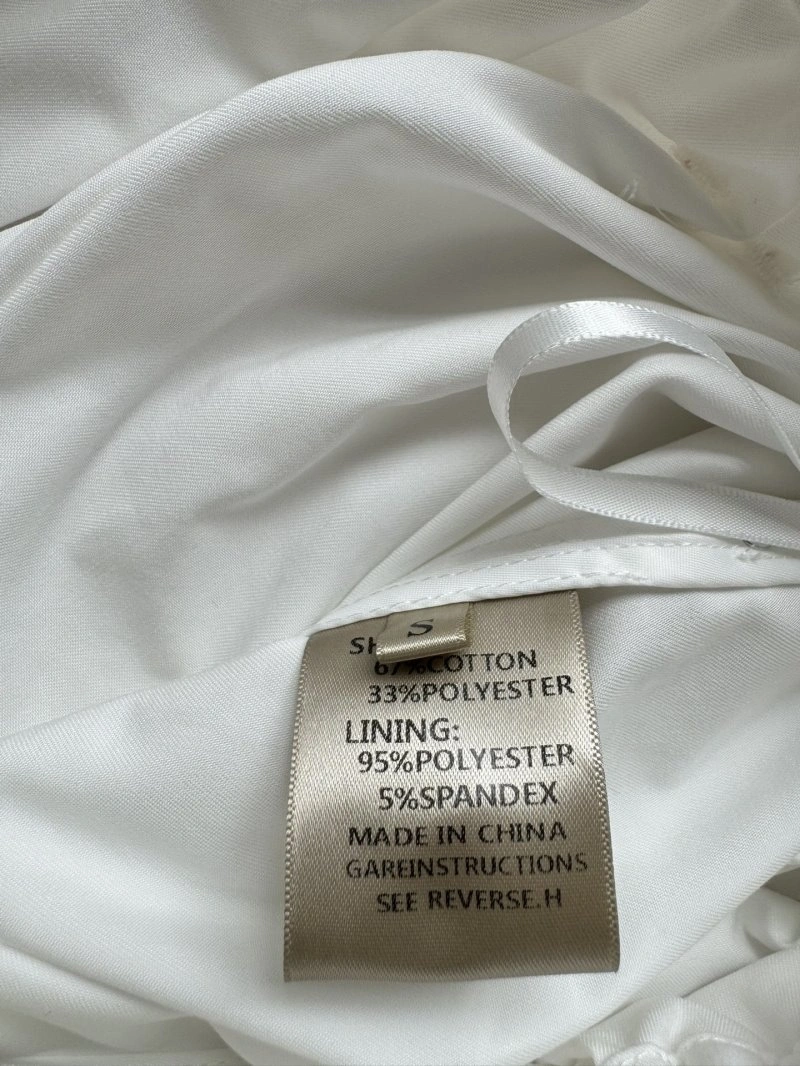 S
67%COTTON
33%POLYESTER
LINING:
95%POLYESTER
5%SPANDEX
MADE IN CHINA
GAREINSTRUCTIONS
SEE REVERSE.H